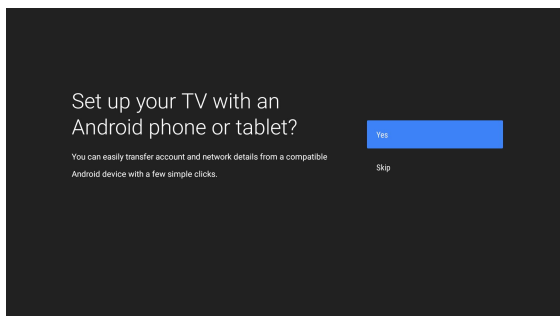 Set up your TV with an
Android phone or tablet?
You can easily transfer account and network details from a compatible
Android device with a few simple clicks.
Yes
Skip